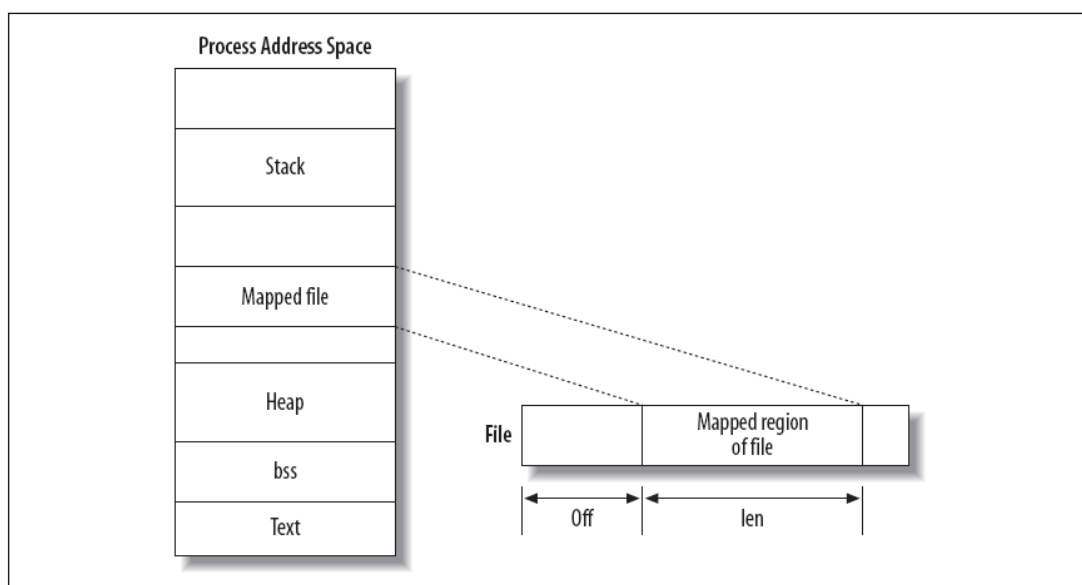 Process Address Space
Stack
Mapped file
Heap
bss
Text
File
Mapped region
of file
Off
len